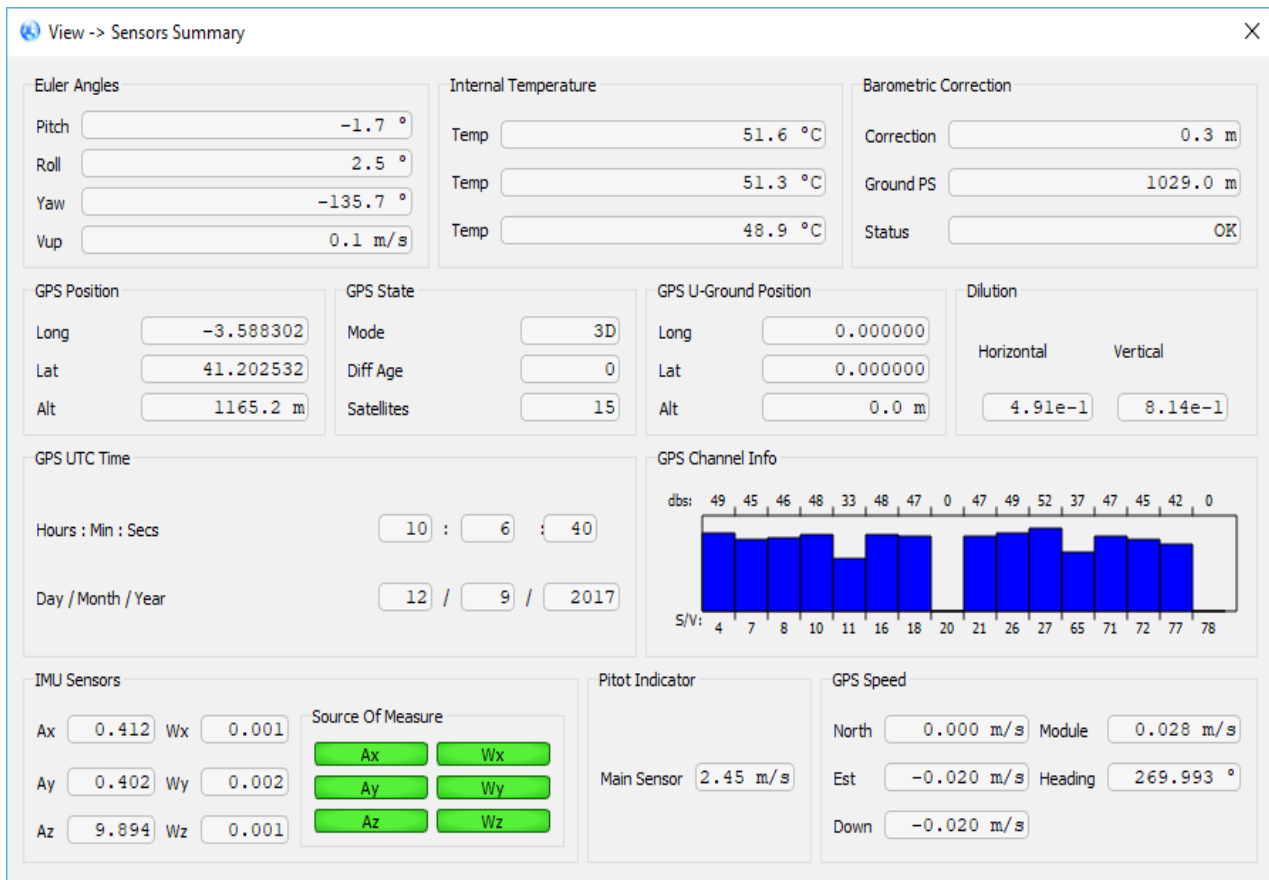 View -> Sensors Summary
Euler Angles
Pitch -1.7 °
Roll 2.5 °
Yaw -135.7 °
Vup 0.1 m/s
Internal Temperature
Temp 51.6 °C
Temp 51.3 °C
Temp 48.9 °C
Barometric Correction
Correction 0.3 m
Ground PS 1029.0 m
Status OK
GPS Position
Long -3.588302
Lat 41.202532
Alt 1165.2 m
GPS State
Mode 3D
Diff Age 0
Satellites 15
GPS U-Ground Position
Long 0.000000
Lat 0.000000
Alt 0.0 m
Dilution
Horizontal Vertical
4.91e-1 8.14e-1
GPS UTC Time
Hours : Min : Secs 10 : 6 : 40
Day / Month / Year 12 / 9 / 2017
GPS Channel Info
dbs: 49 45 46 48 33 48 47 0 47 49 52 37 47 45 42 0
S/V: 4 7 8 10 11 16 18 20 21 26 27 65 71 72 77 78
IMU Sensors
Ax 0.412 Wx 0.001
Ay 0.402 Wy 0.002
Az 9.894 Wz 0.001
Source Of Measure
Ax Wx
Ay Wy
Az Wz
Pitot Indicator
Main Sensor 2.45 m/s
GPS Speed
North 0.000 m/s Module 0.028 m/s
Est -0.020 m/s Heading 269.993 °
Down -0.020 m/s